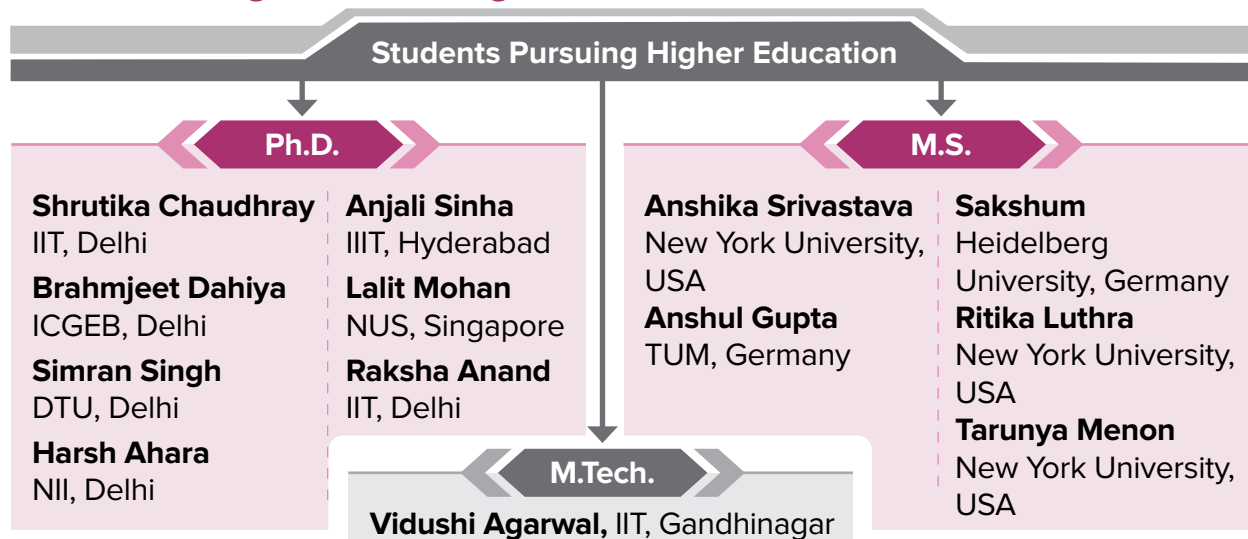 Students Pursuing Higher Education
Ph.D.
Shrutika Chaudhray
IIT, Delhi
Brahmjeet Dahiya
ICGEB, Delhi
Simran Singh
DTU, Delhi
Harsh Ahara
NII, Delhi
Anjali Sinha
IIIT, Hyderabad
Lalit Mohan
NUS, Singapore
Raksha Anand
IIT, Delhi
M.Tech.
Vidushi Agarwal, IIT, Gandhinagar
M.S.
Anshika Srivastava
New York University,
USA
Anshul Gupta
TUM, Germany
Sakshum
Heidelberg
University, Germany
Ritika Luthra
New York University,
USA
Tarunya Menon
New York University,
USA